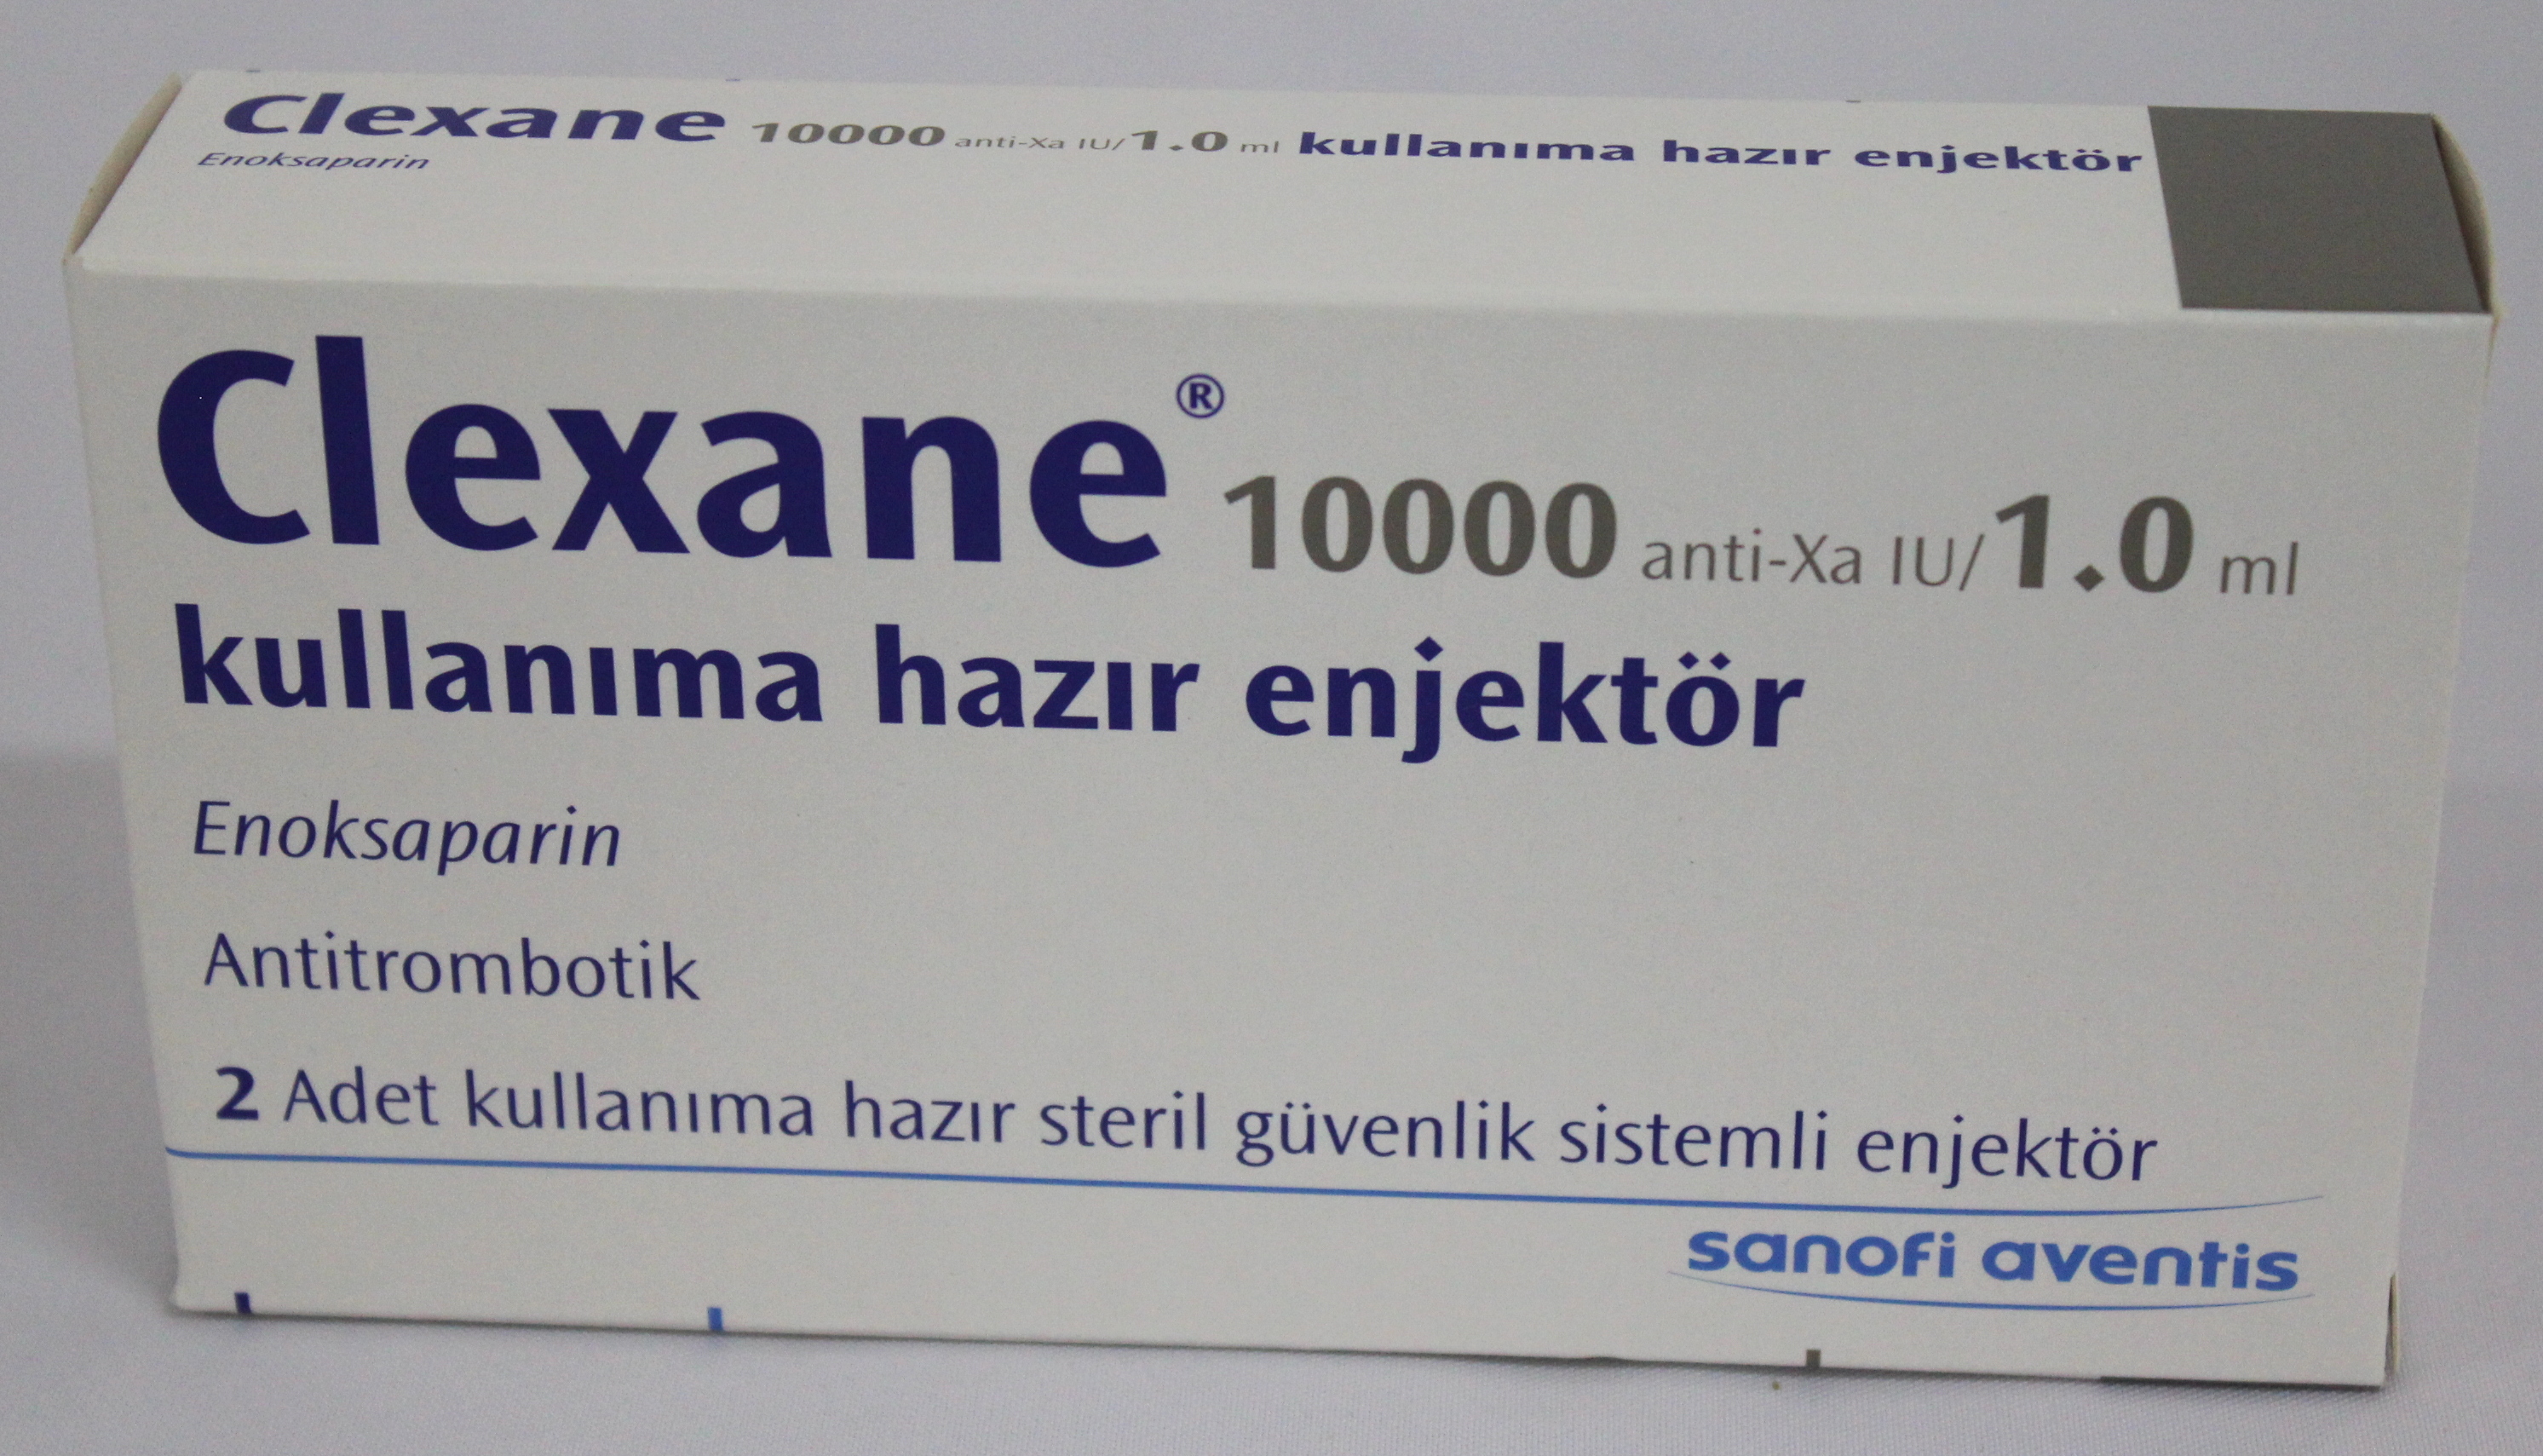 Clexane 10000 anti-Xa IU/1.0 ml kullanıma hazır enjektör
Enoksaparin
Clexane® 10000 anti-Xa IU/1.0 ml
kullanıma hazır enjektör
Enoksaparin
Antitrombotik
2 Adet kullanıma hazır steril güvenlik sistemli enjektör
sanofi aventis